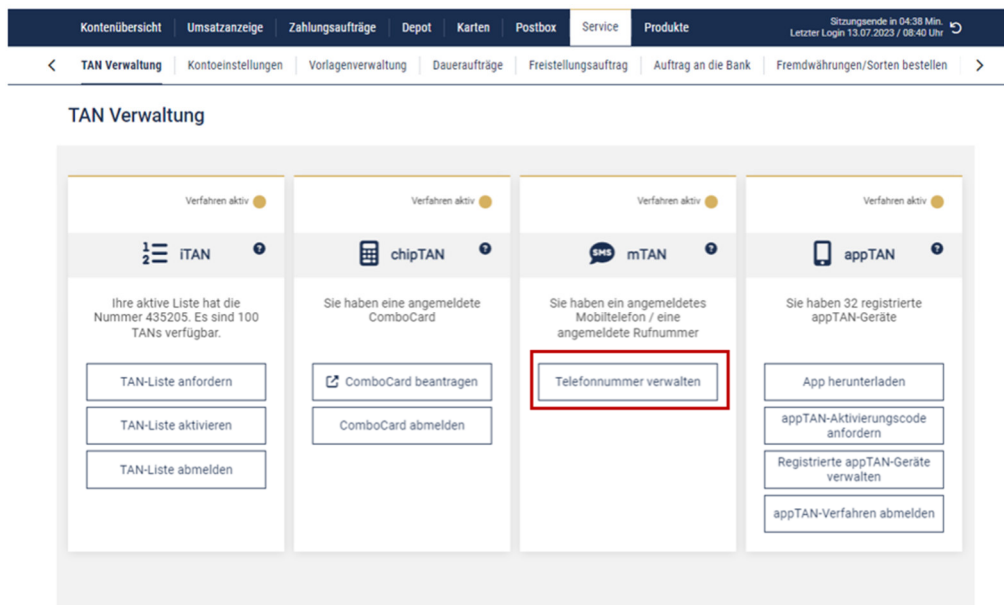 Kontenübersicht Umsatzanzeige Zahlungsaufträge Depot Karten Postbox Service Produkte
Sitzungsende in 04:38 Min.
Letzter Login 13.07.2023 / 08:40 Uhr
TAN Verwaltung Kontoeinstellungen Vorlagenverwaltung Daueraufträge Freistellungsauftrag Auftrag an die Bank Fremdwährungen/Sorten bestellen
TAN Verwaltung
Verfahren aktiv
1
2
iTAN
?
Ihre aktive Liste hat die
Nummer 435205. Es sind 100
TANs verfügbar.
TAN-Liste anfordern
TAN-Liste aktivieren
TAN-Liste abmelden
Verfahren aktiv
chipTAN
?
Sie haben eine angemeldete
ComboCard
ComboCard beantragen
ComboCard abmelden
Verfahren aktiv
SMS mTAN
?
Sie haben ein angemeldetes
Mobiltelefon / eine
angemeldete Rufnummer
Telefonnummer verwalten
Verfahren aktiv
appTAN
?
Sie haben 32 registrierte
appTAN-Geräte
App herunterladen
appTAN-Aktivierungscode
anfordern
Registrierte appTAN-Geräte
verwalten
appTAN-Verfahren abmelden